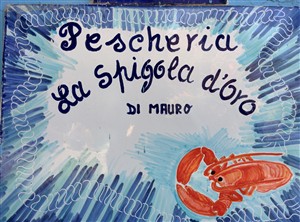 Pescheria
La Spigola d'oro
DI MAURO